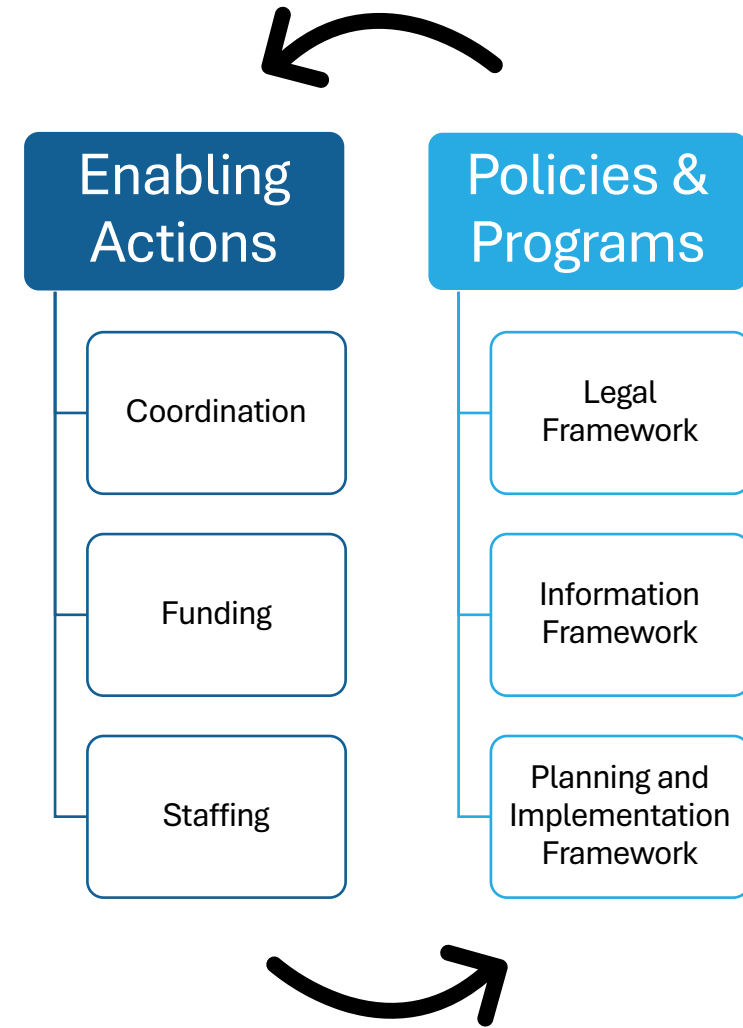 Enabling
Actions
Coordination
Funding
Staffing
Policies &
Programs
Legal
Framework
Information
Framework
Planning and
Implementation
Framework